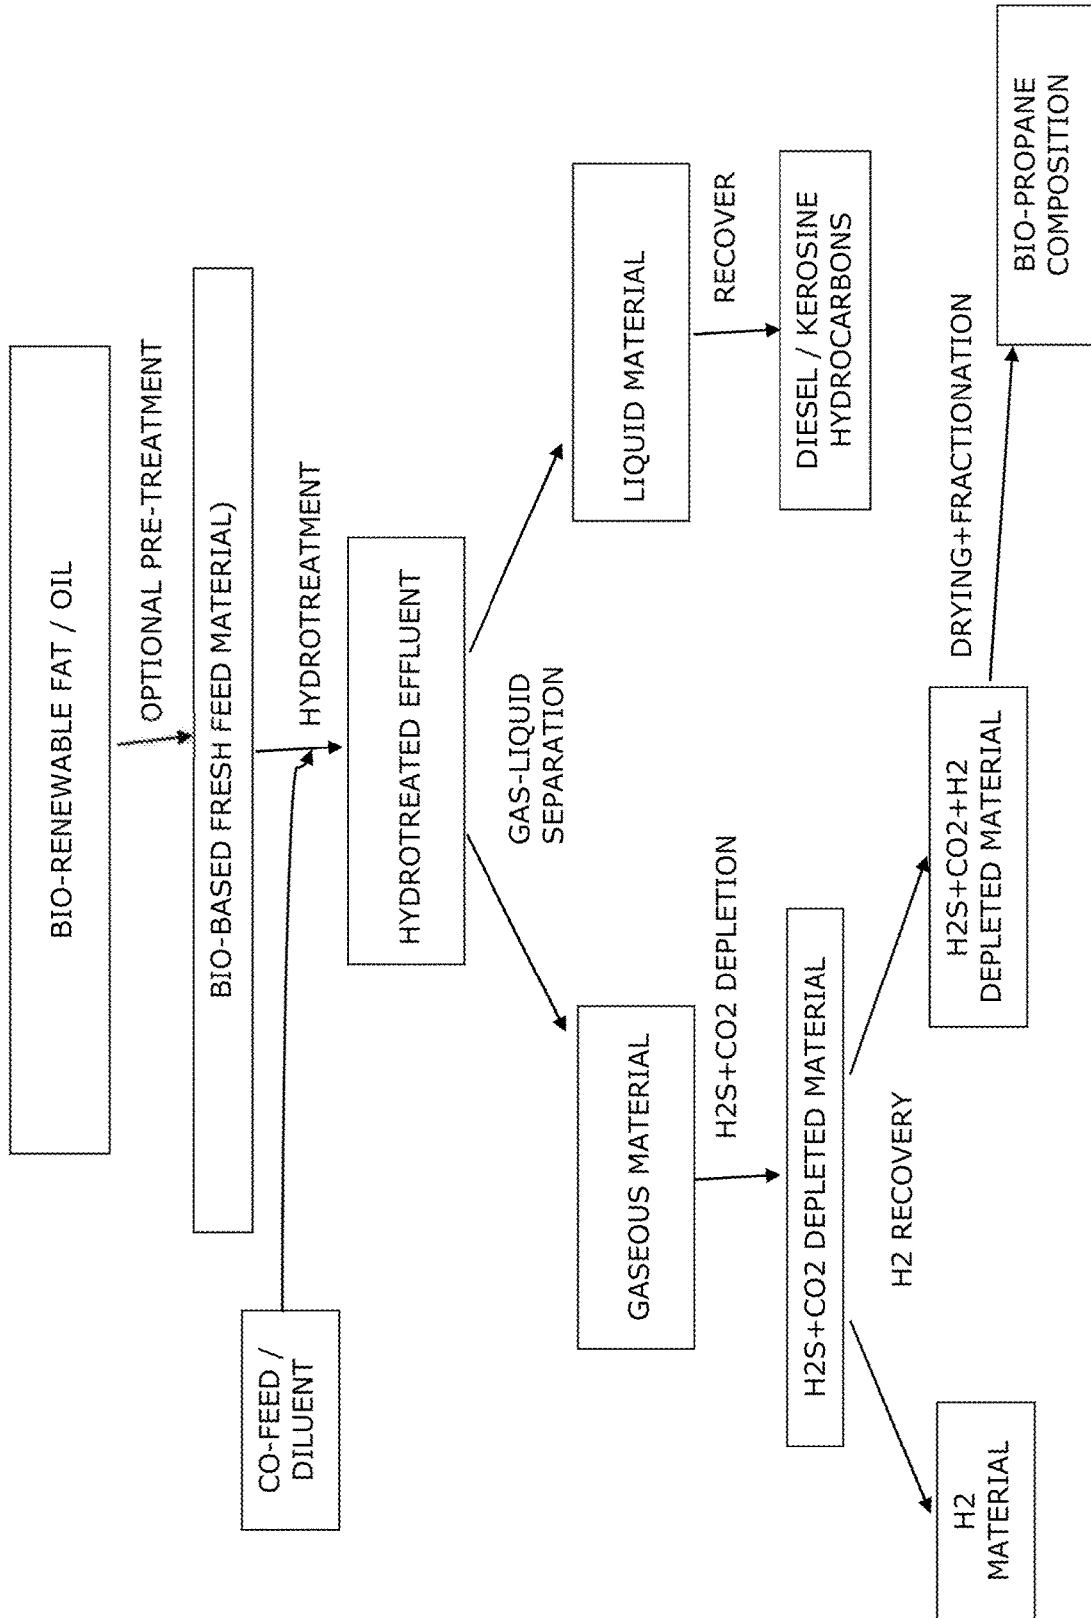 BIO-RENEWABLE FAT / OIL
OPTIONAL PRE-TREATMENT
BIO-BASED FRESH FEED MATERIAL)
CO-FEED /
DILUENT
HYDROTREATMENT
HYDROTREATED EFFLUENT
GAS-LIQUID
SEPARATION
GASEOUS MATERIAL
LIQUID MATERIAL
H2S+CO2 DEPLETION
RECOVER
H2S+CO2 DEPLETED MATERIAL
DIESEL / KEROSINE
HYDROCARBONS
H2 RECOVERY
H2
MATERIAL
H2S+CO2+H2
DEPLETED MATERIAL
DRYING+FRACTIONATION
BIO-PROPANE
COMPOSITION